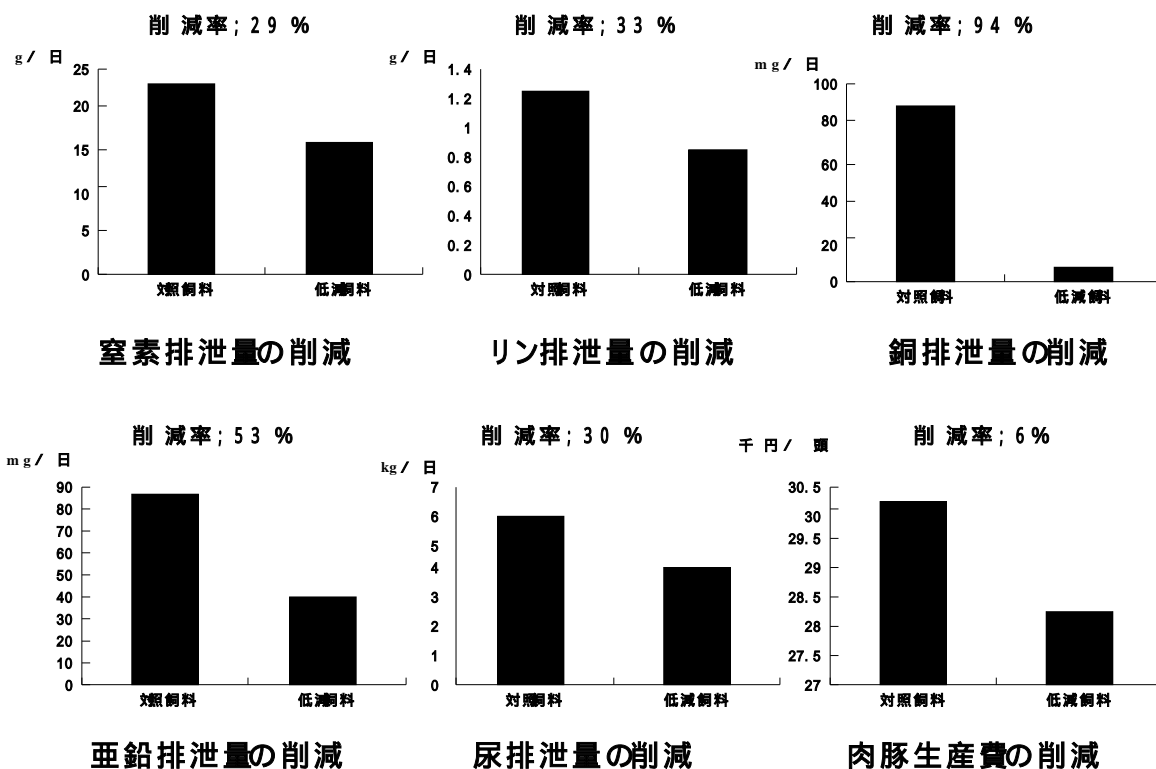 削減率; 29 %
g/日
25
20
15
10
5
0
対照飼料
低減飼料
窒素排泄量の削減
削減率; 33 %
g/日
1.4
1.2
1
0.8
0.6
0.4
0.2
0
対照飼料
低減飼料
リン排泄量の削減
削減率; 94 %
mg/日
100
80
60
40
20
0
対照飼料
低減飼料
銅排泄量の削減
削減率; 53 %
mg/日
90
80
70
60
50
40
30
20
10
0
対照飼料
低減飼料
亜鉛排泄量の削減
削減率; 30 %
kg/日
7
6
5
4
3
2
1
0
対照飼料
低減飼料
尿排泄量の削減
削減率; 6%
千円/頭
30.5
30
29.5
29
28.5
28
27.5
27
対照飼料
低減飼料
肉豚生産費の削減